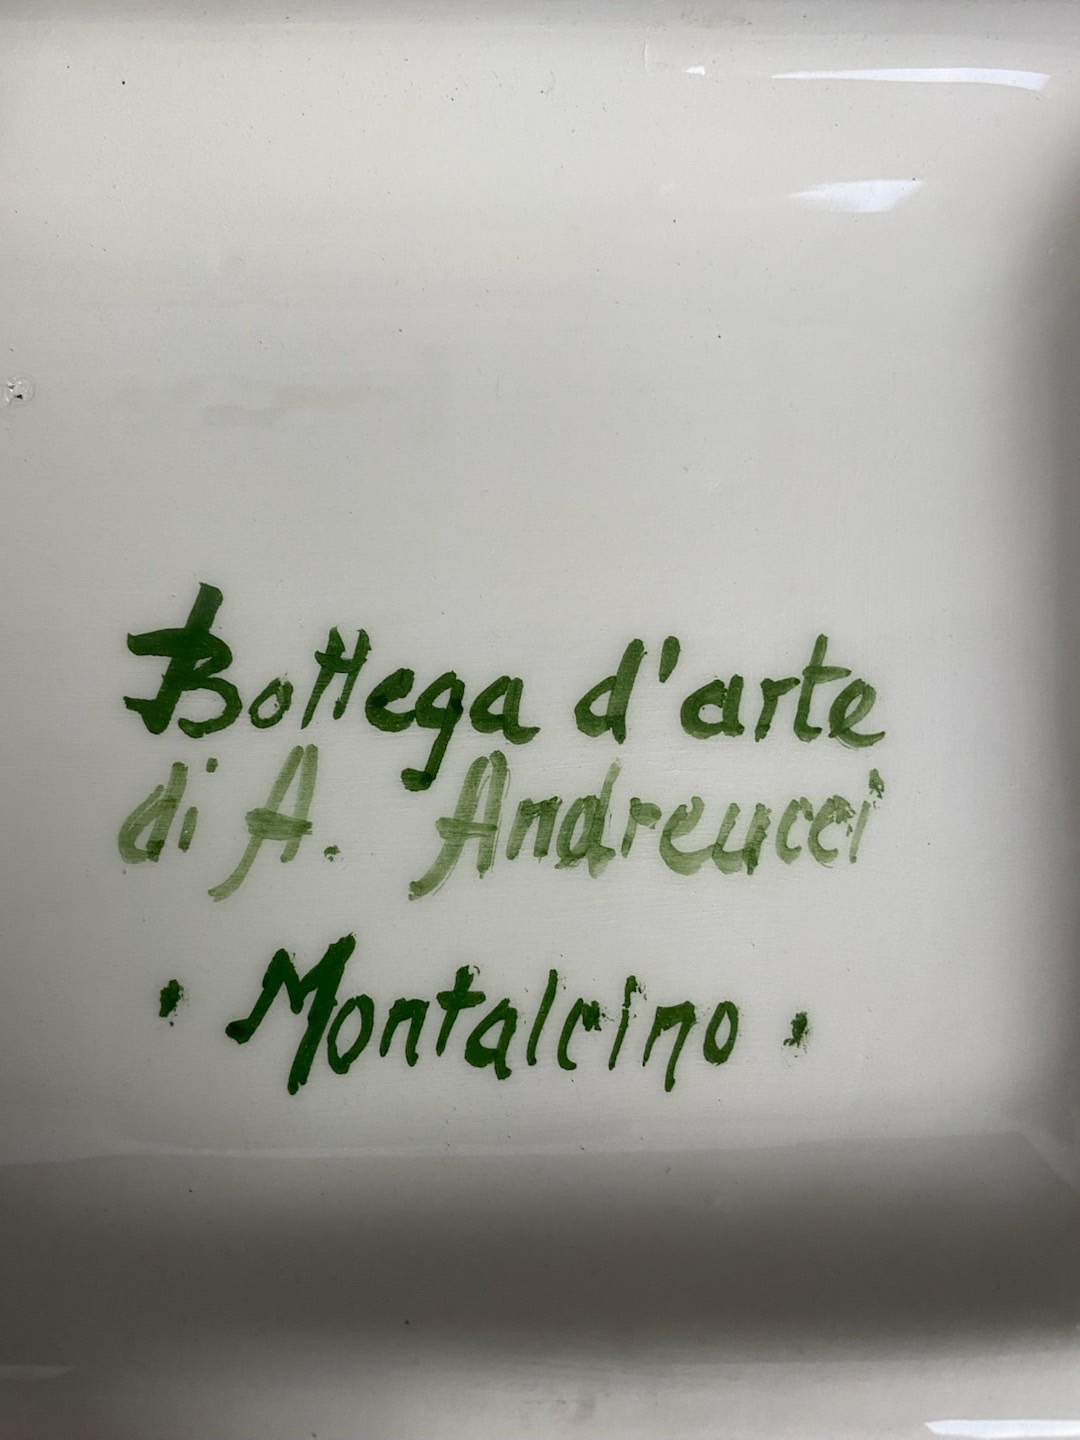 Bottega d'arte
di A. Andreucci
• Montalcino •